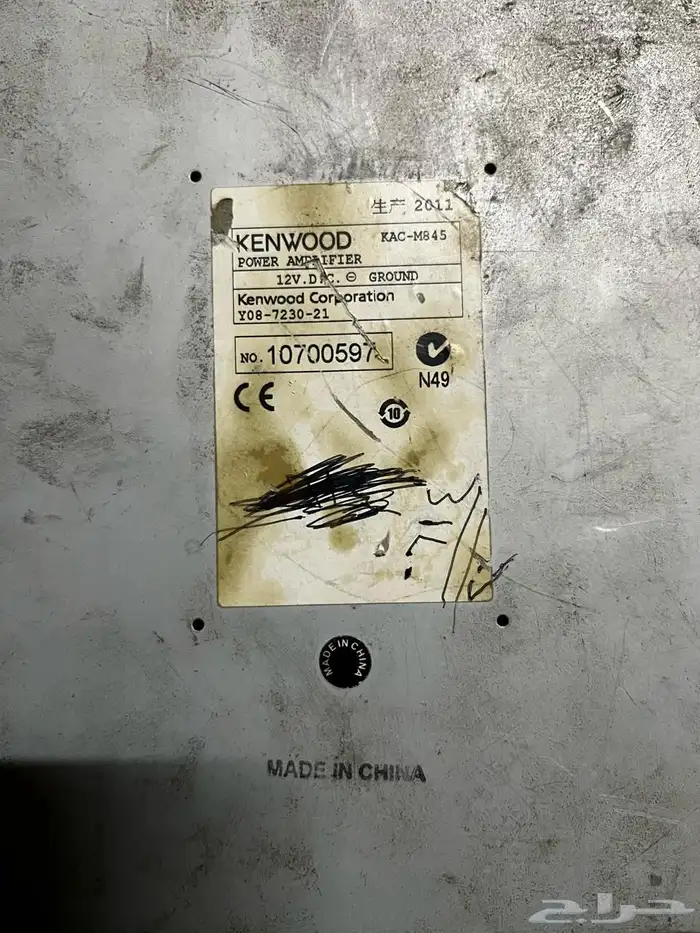 生产 2011
KENWOOD KAC-M845
POWER AMPLIFIER
12V.D.C. ⊖ GROUND
Kenwood Corporation
Y08-7230-21
NO. 10700597
N49
CE
10
MADE IN CHINA
MADE IN CHINA
حراج